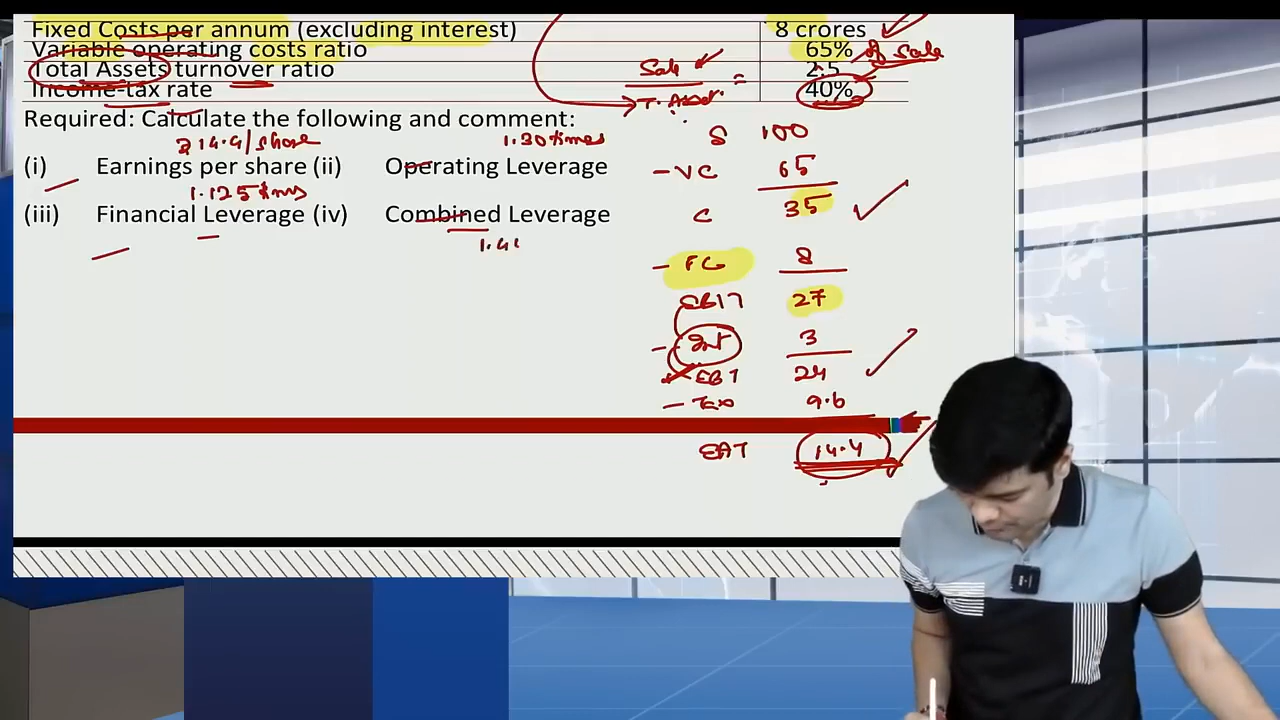 Fixed Costs per annum (excluding interest) 8 crores
Variable operating costs ratio 65% of sale
Total Assets turnover ratio 2.5
Income-tax rate 40%
Sale =
T. Asset
Required: Calculate the following and comment:
14.4/share 1.30 times
(i) Earnings per share (ii) Operating Leverage
1.125 times
(iii) Financial Leverage (iv) Combined Leverage
S 100
- VC 65
C 35
- FC 8
EBIT 27
- Int 3
EBT 24
- Tax 9.6
EAT 14.4